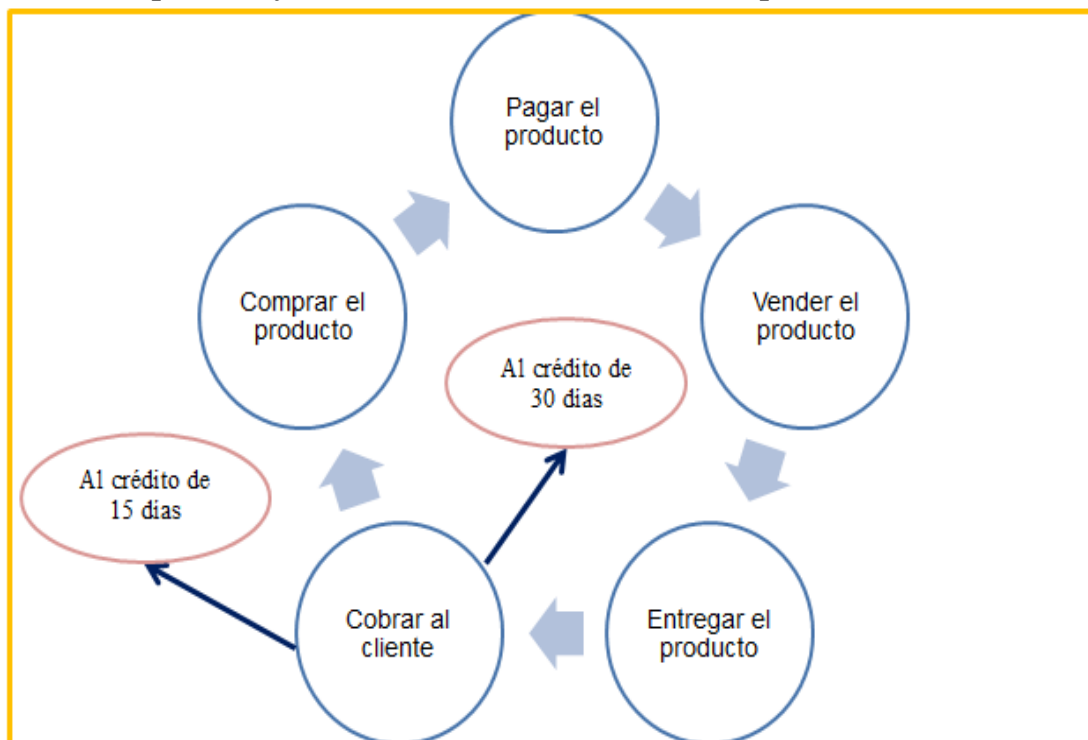 Pagar el
producto
Comprar el
producto
Vender el
producto
Al crédito de
30 dias
Al crédito de
15 dias
Cobrar al
cliente
Entregar el
producto